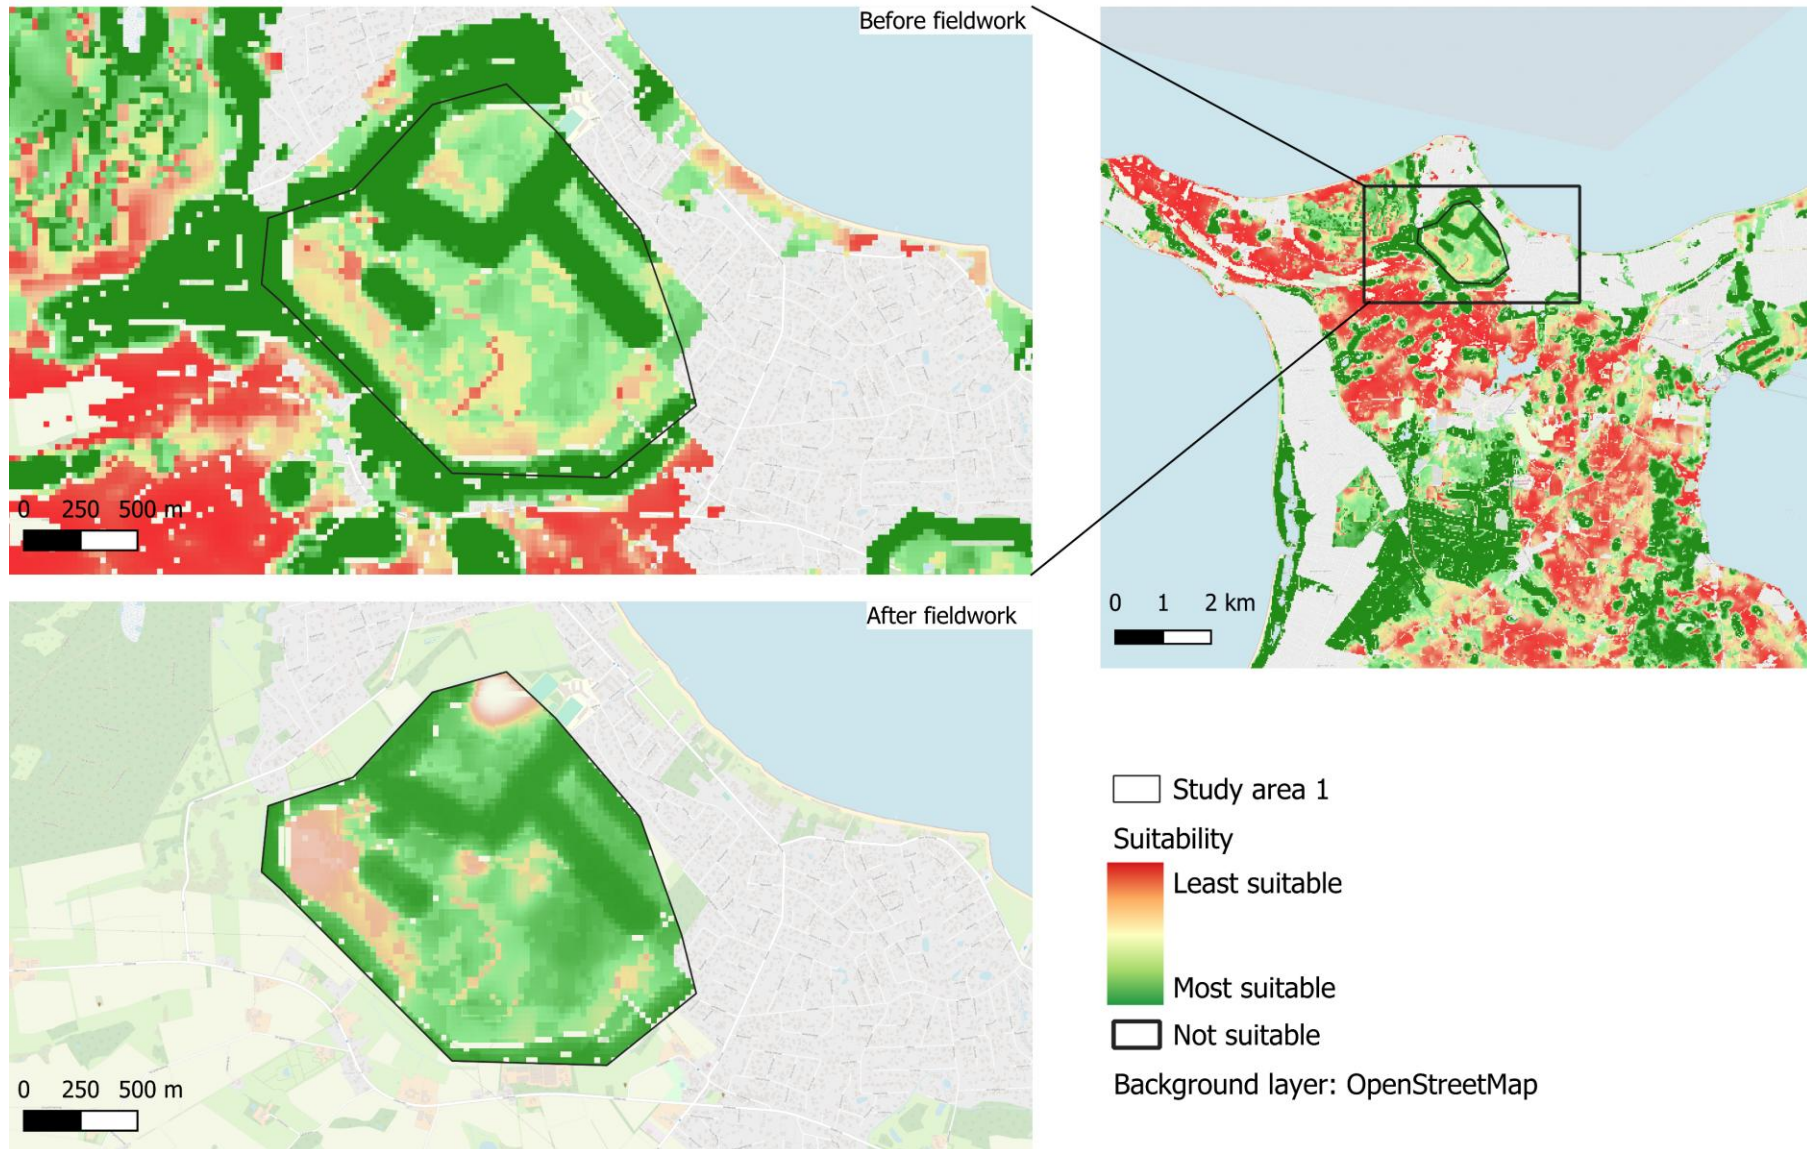 Before fieldwork
0 250 500 m
0 1 2 km
After fieldwork
0 250 500 m
Study area 1
Suitability
Least suitable
Most suitable
Not suitable
Background layer: OpenStreetMap